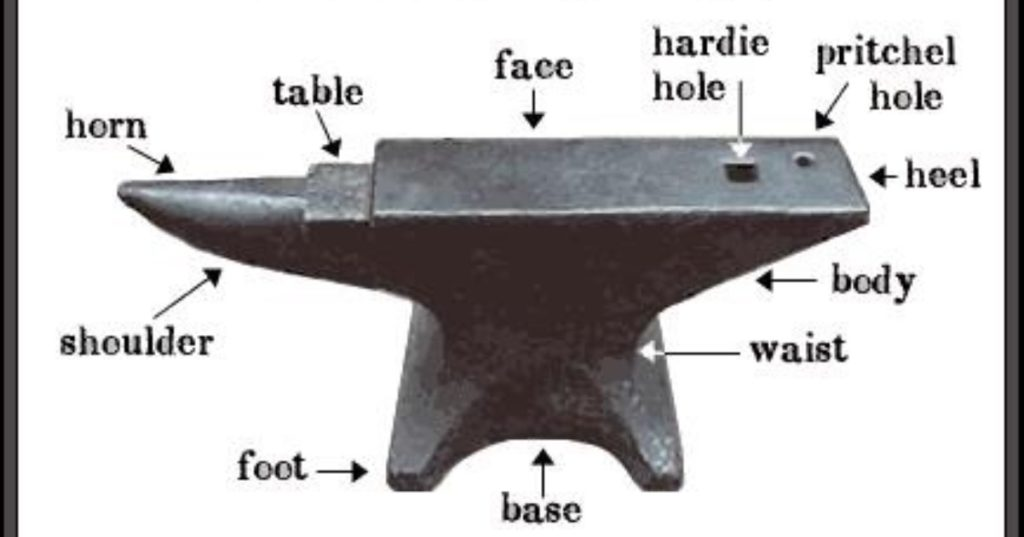 face
hardie
hole
pritchel
hole
table
horn
heel
body
shoulder
waist
foot
base